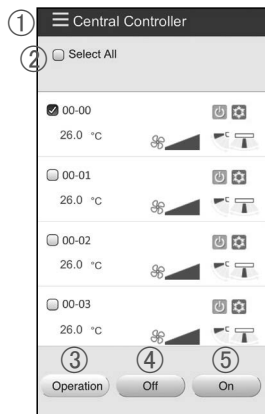 ① Central Controller
② Select All
00-00
26.0 °C
00-01
26.0 °C
00-02
26.0 °C
00-03
26.0 °C
③ ④ ⑤
Operation Off On